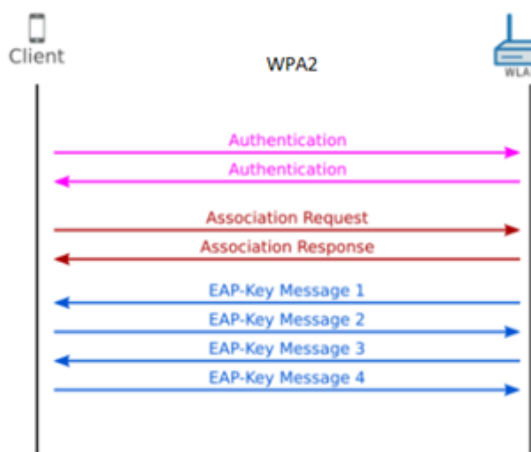 Client
WPA2
WLA
Authentication
Authentication
Association Request
Association Response
EAP-Key Message 1
EAP-Key Message 2
EAP-Key Message 3
EAP-Key Message 4